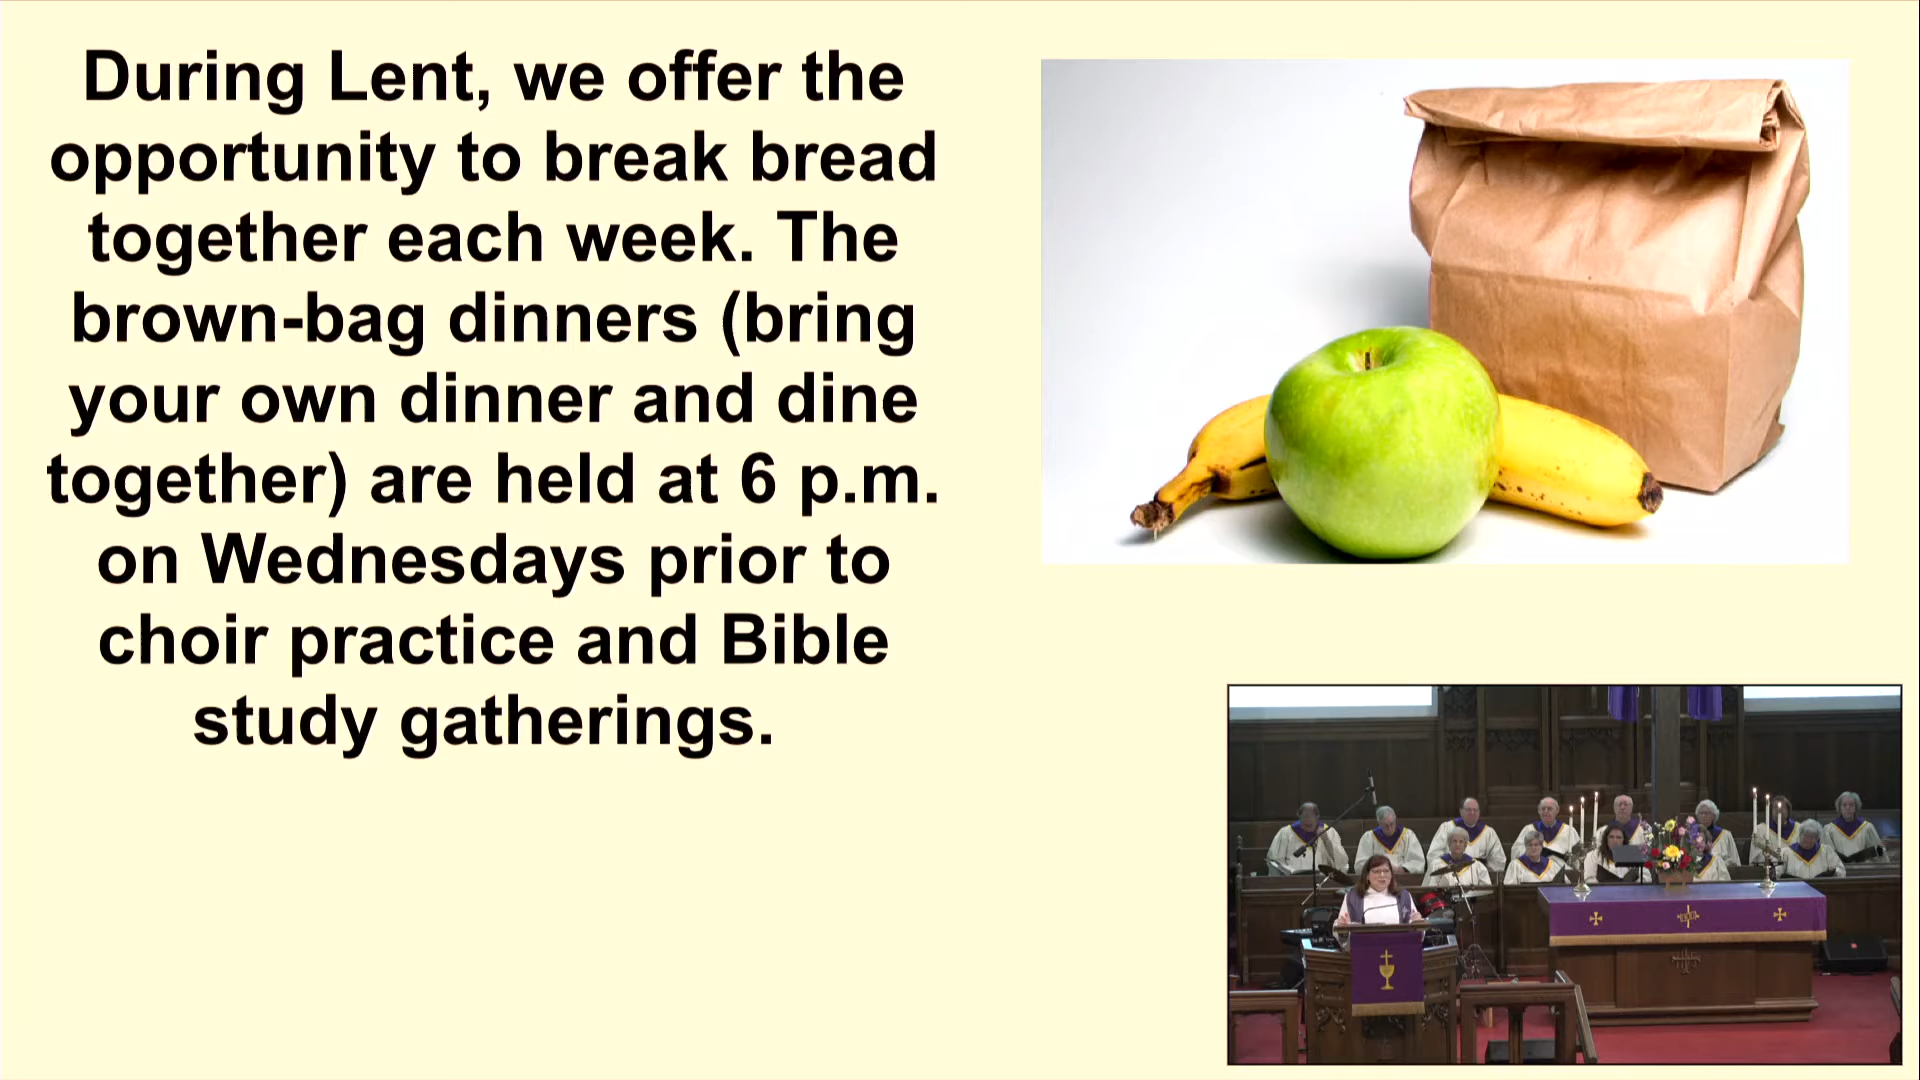 During Lent, we offer the
opportunity to break bread
together each week. The
brown-bag dinners (bring
your own dinner and dine
together) are held at 6 p.m.
on Wednesdays prior to
choir practice and Bible
study gatherings.